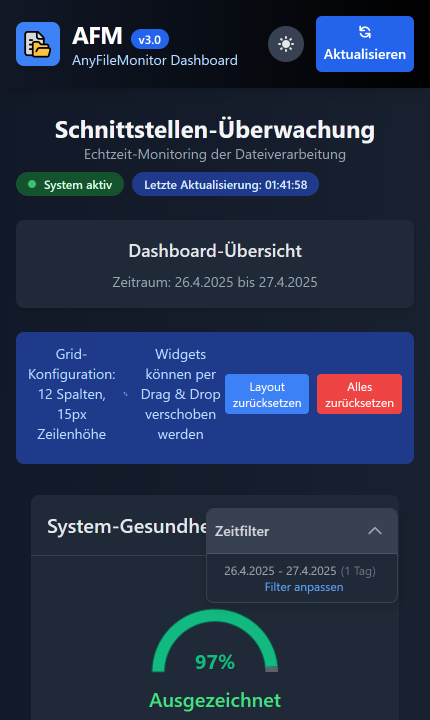 AFM v3.0
AnyFileMonitor Dashboard
Aktualisieren
Schnittstellen-Überwachung
Echtzeit-Monitoring der Dateiverarbeitung
System aktiv
Letzte Aktualisierung: 01:41:58
Dashboard-Übersicht
Zeitraum: 26.4.2025 bis 27.4.2025
Grid-
Konfiguration:
12 Spalten,
15px
Zeilenhöhe
Widgets
können per
Drag & Drop
verschoben
werden
Layout
zurücksetzen
Alles
zurücksetzen
System-Gesundhe
Zeitfilter
26.4.2025 - 27.4.2025 (1 Tag)
Filter anpassen
97%
Ausgezeichnet